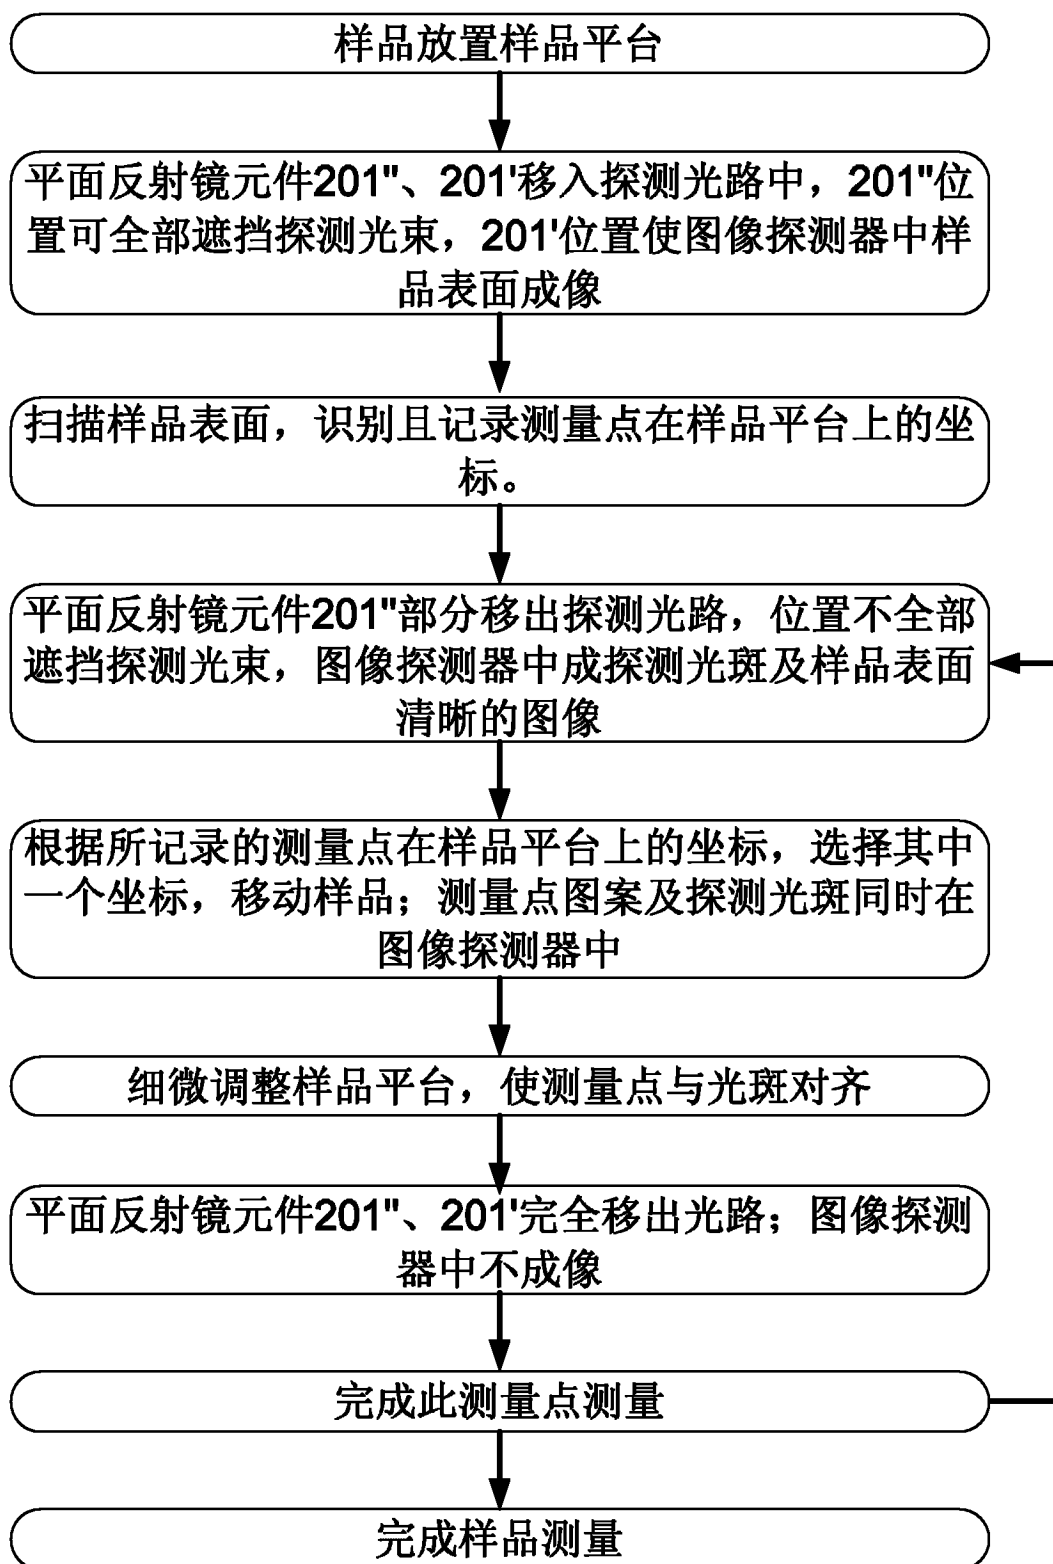 样品放置样品平台
平面反射镜元件201"、201'移入探测光路中，201"位
置可全部遮挡探测光束，201'位置使图像探测器中样
品表面成像
扫描样品表面，识别且记录测量点在样品平台上的坐
标。
平面反射镜元件201"部分移出探测光路，位置不全部
遮挡探测光束，图像探测器中成探测光斑及样品表面
清晰的图像
根据所记录的测量点在样品平台上的坐标，选择其中
一个坐标，移动样品；测量点图案及探测光斑同时在
图像探测器中
细微调整样品平台，使测量点与光斑对齐
平面反射镜元件201"、201'完全移出光路；图像探测
器中不成像
完成此测量点测量
完成样品测量